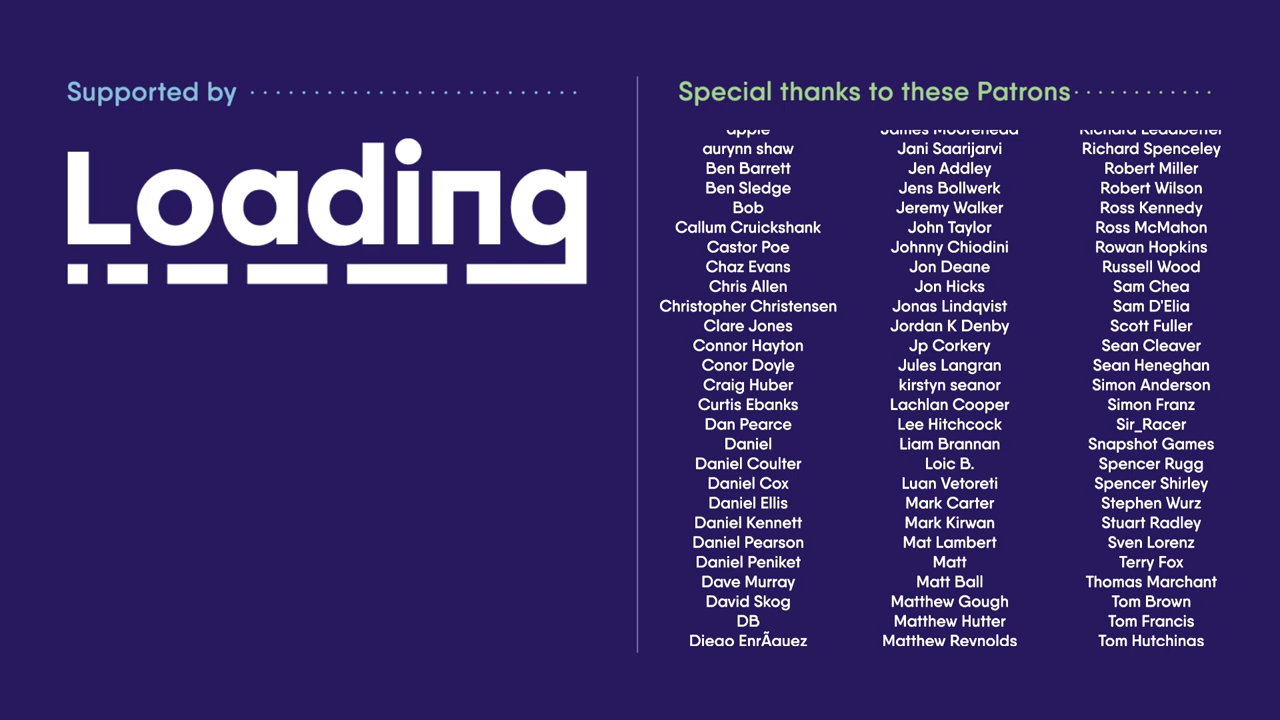 Supported by
Loading
Special thanks to these Patrons
apple
aurynn shaw
Ben Barrett
Ben Sledge
Bob
Callum Cruickshank
Castor Poe
Chaz Evans
Chris Allen
Christopher Christensen
Clare Jones
Connor Hayton
Conor Doyle
Craig Huber
Curtis Ebanks
Dan Pearce
Daniel
Daniel Coulter
Daniel Cox
Daniel Ellis
Daniel Kennett
Daniel Pearson
Daniel Peniket
Dave Murray
David Skog
DB
Diego EnrÃquez
James Moorehead
Jani Saarijarvi
Jen Addley
Jens Bollwerk
Jeremy Walker
John Taylor
Johnny Chiodini
Jon Deane
Jon Hicks
Jonas Lindqvist
Jordan K Denby
Jp Corkery
Jules Langran
kirstyn seanor
Lachlan Cooper
Lee Hitchcock
Liam Brannan
Loic B.
Luan Vetoreti
Mark Carter
Mark Kirwan
Mat Lambert
Matt
Matt Ball
Matthew Gough
Matthew Hutter
Matthew Reynolds
Richard Leadbetter
Richard Spenceley
Robert Miller
Robert Wilson
Ross Kennedy
Ross McMahon
Rowan Hopkins
Russell Wood
Sam Chea
Sam D'Elia
Scott Fuller
Sean Cleaver
Sean Heneghan
Simon Anderson
Simon Franz
Sir_Racer
Snapshot Games
Spencer Rugg
Spencer Shirley
Stephen Wurz
Stuart Radley
Sven Lorenz
Terry Fox
Thomas Marchant
Tom Brown
Tom Francis
Tom Hutchings